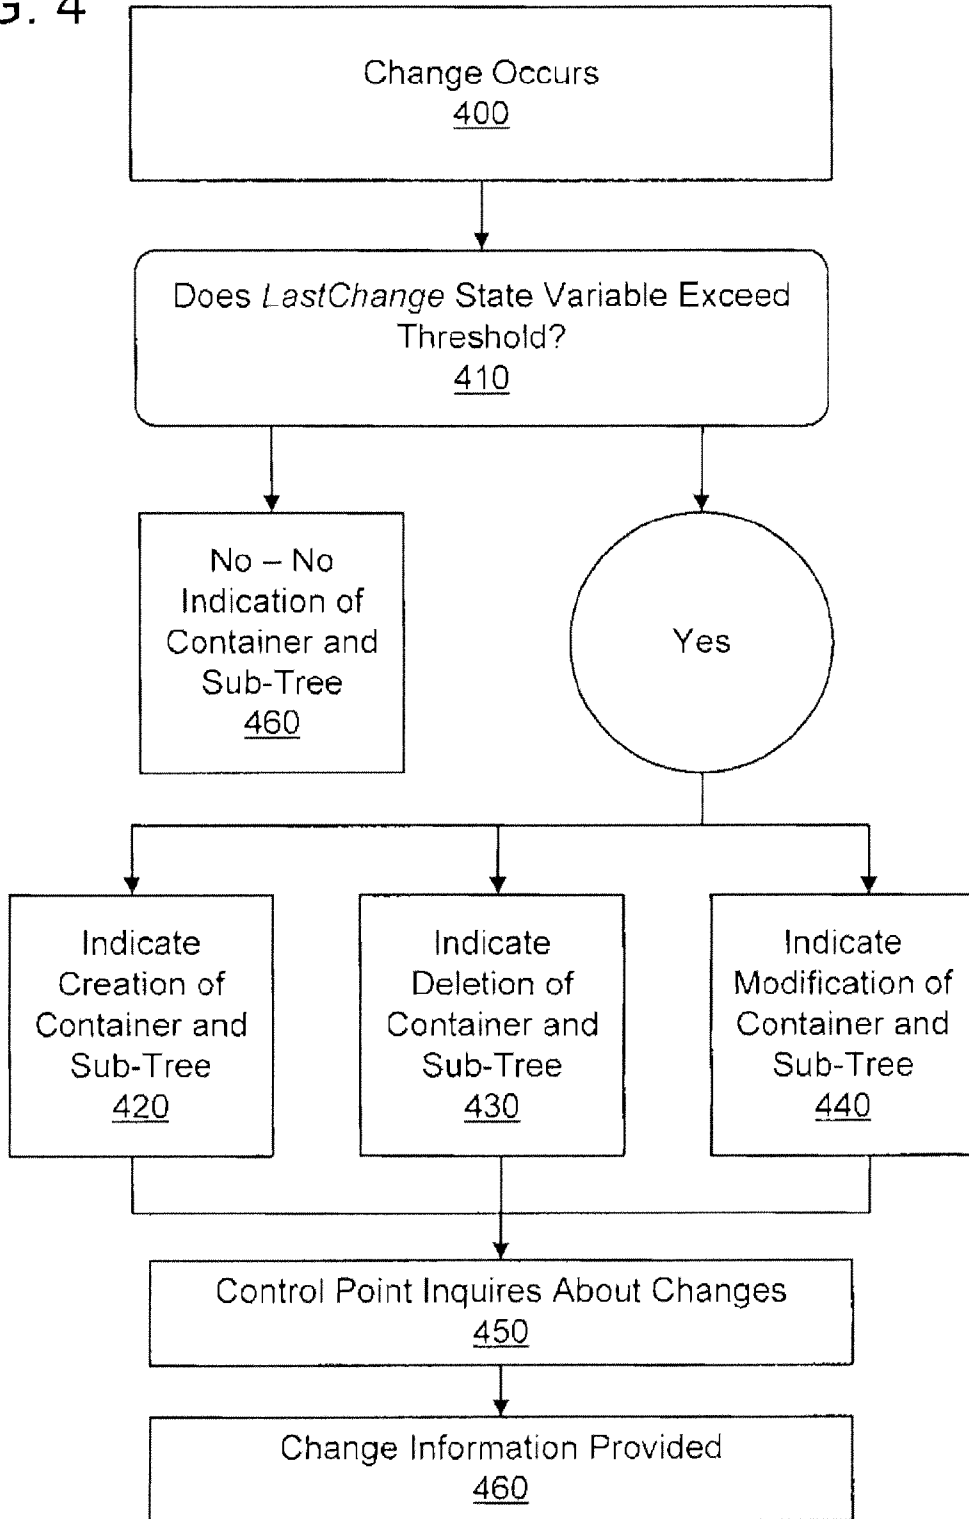 G. 4
Change Occurs
400
Does LastChange State Variable Exceed
Threshold?
410
No – No
Indication of
Container and
Sub-Tree
460
Yes
Indicate
Creation of
Container and
Sub-Tree
420
Indicate
Deletion of
Container and
Sub-Tree
430
Indicate
Modification of
Container and
Sub-Tree
440
Control Point Inquires About Changes
450
Change Information Provided
460